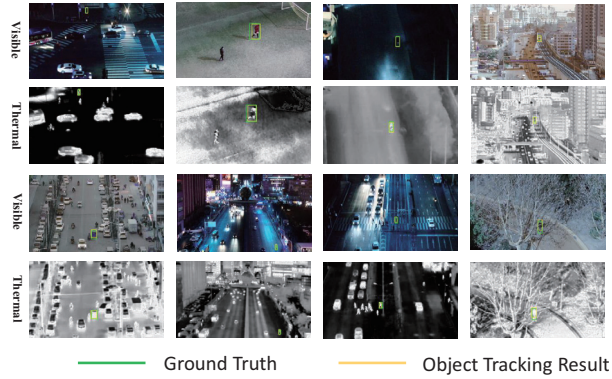 Visible
Thermal
Visible
Thermal
Ground Truth
Object Tracking Result